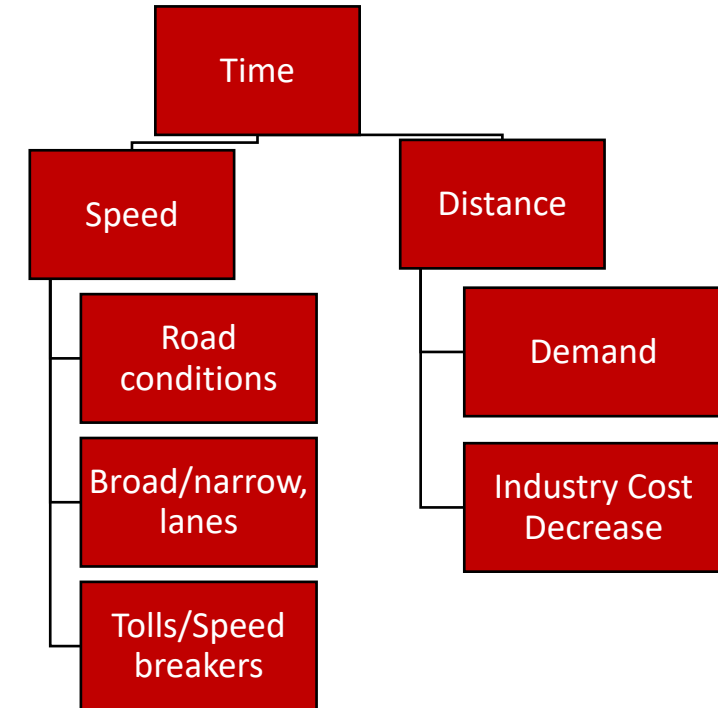 Time
Speed
Distance
Road
conditions
Broad/narrow,
lanes
Tolls/Speed
breakers
Demand
Industry Cost
Decrease